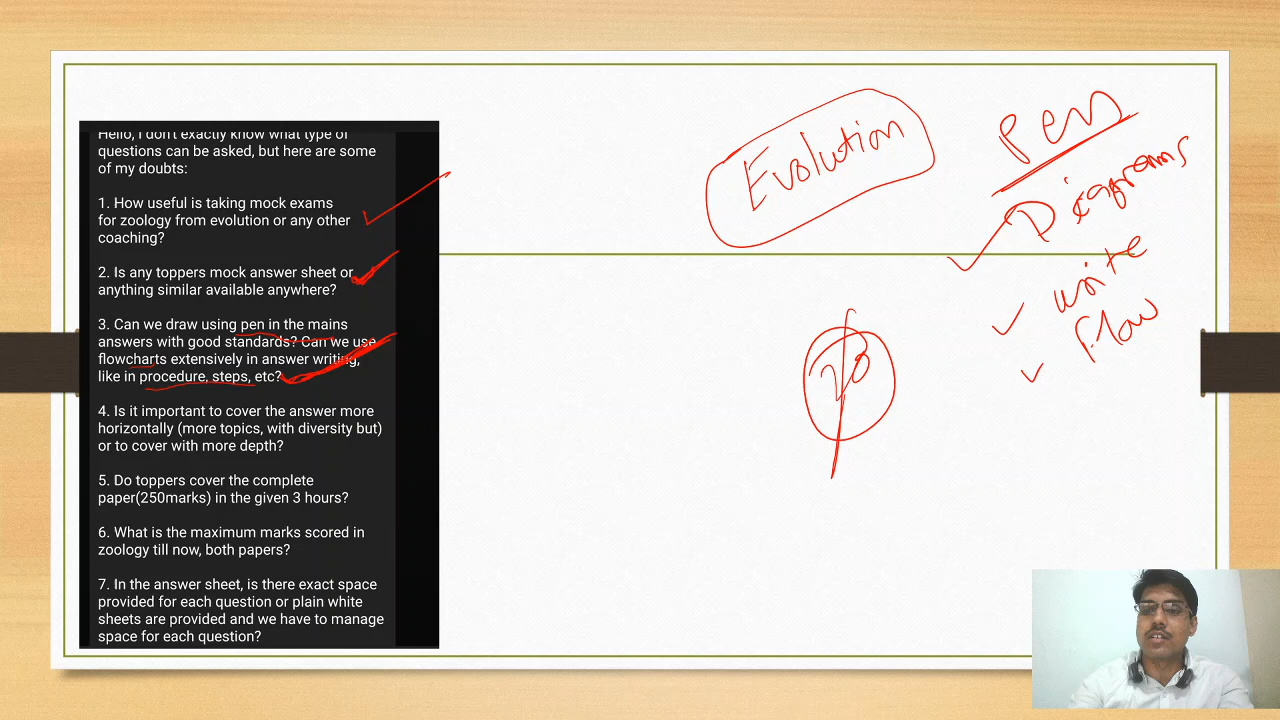 Hello, I don't exactly know what type of
questions can be asked, but here are some
of my doubts:
1. How useful is taking mock exams
for zoology from evolution or any other
coaching?
2. Is any toppers mock answer sheet or
anything similar available anywhere?
3. Can we draw using pen in the mains
answers with good standards? Can we use
flowcharts extensively in answer writing,
like in procedure, steps, etc?
4. Is it important to cover the answer more
horizontally (more topics, with diversity but)
or to cover with more depth?
5. Do toppers cover the complete
paper(250marks) in the given 3 hours?
6. What is the maximum marks scored in
zoology till now, both papers?
7. In the answer sheet, is there exact space
provided for each question or plain white
sheets are provided and we have to manage
space for each question?
Evolution
Pen
Diagrams
write
flow